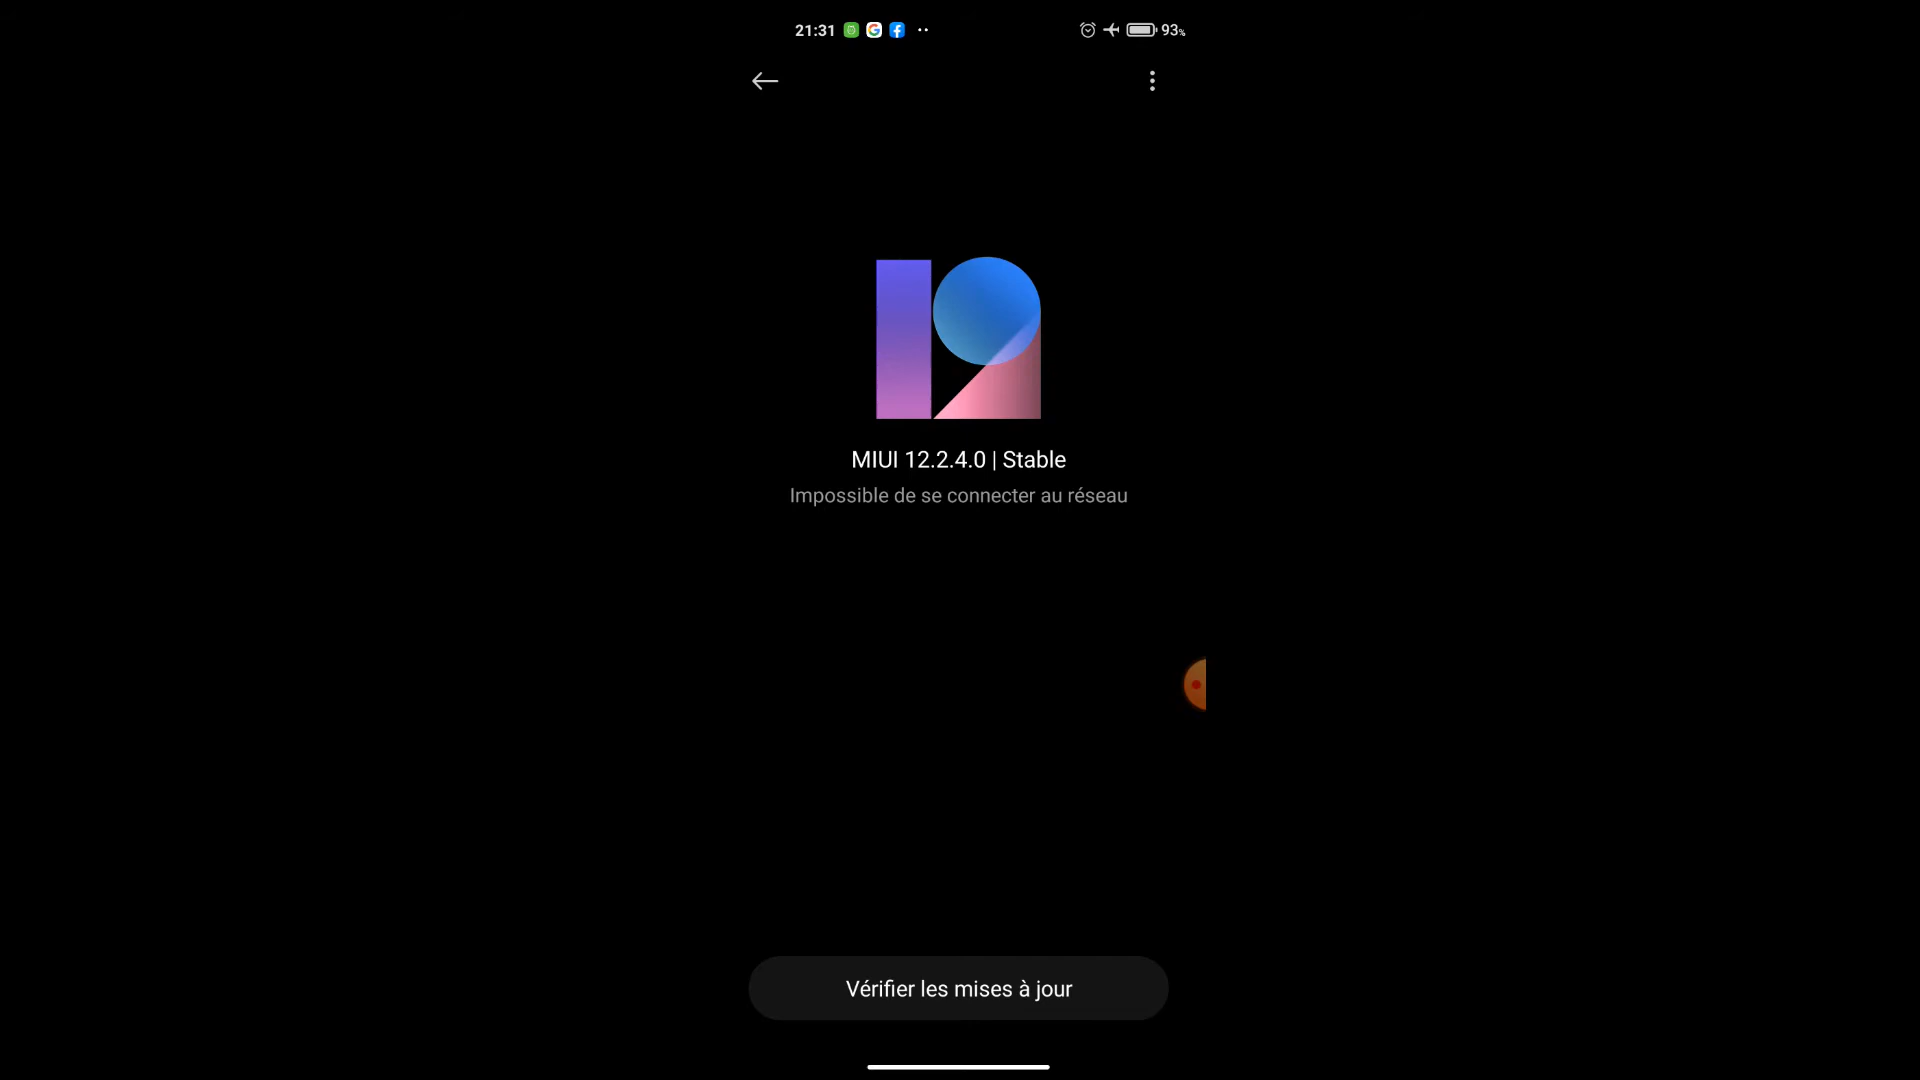 21:31 93%
MIUI 12.2.4.0 | Stable
Impossible de se connecter au réseau
Vérifier les mises à jour